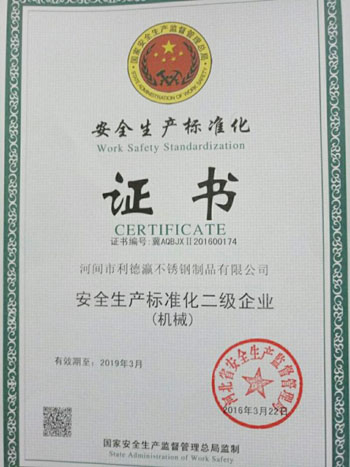 国家安全生产监督管理总局
STATE ADMINISTRATION OF WORK SAFETY
安全生产标准化
Work Safety Standardization
证书
CERTIFICATE
证书编号:冀AQBJXⅡ201600174
河间市利德瀛不锈钢制品有限公司
安全生产标准化二级企业
(机械)
有效期至：2019年3月
河北省安全生产监督管理局
2016年3月22日
国家安全生产监督管理总局监制
State Administration of Work Safety